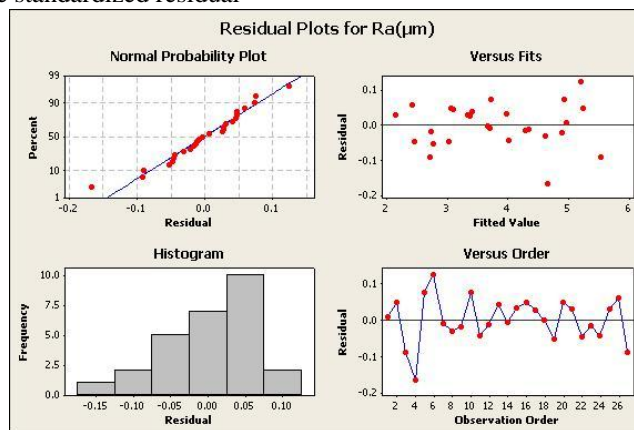 standardized residual
Residual Plots for Ra(μm)
Normal Probability Plot
Versus Fits
99
90
50
10
1
Percent
-0.2 -0.1 0.0 0.1
Residual
0.1
0.0
-0.1
-0.2
Residual
2 3 4 5 6
Fitted Value
Histogram
Versus Order
10.0
7.5
5.0
2.5
0.0
Frequency
-0.15 -0.10 -0.05 0.00 0.05 0.10
Residual
0.1
0.0
-0.1
-0.2
Residual
2 4 6 8 10 12 14 16 18 20 22 24 26
Observation Order